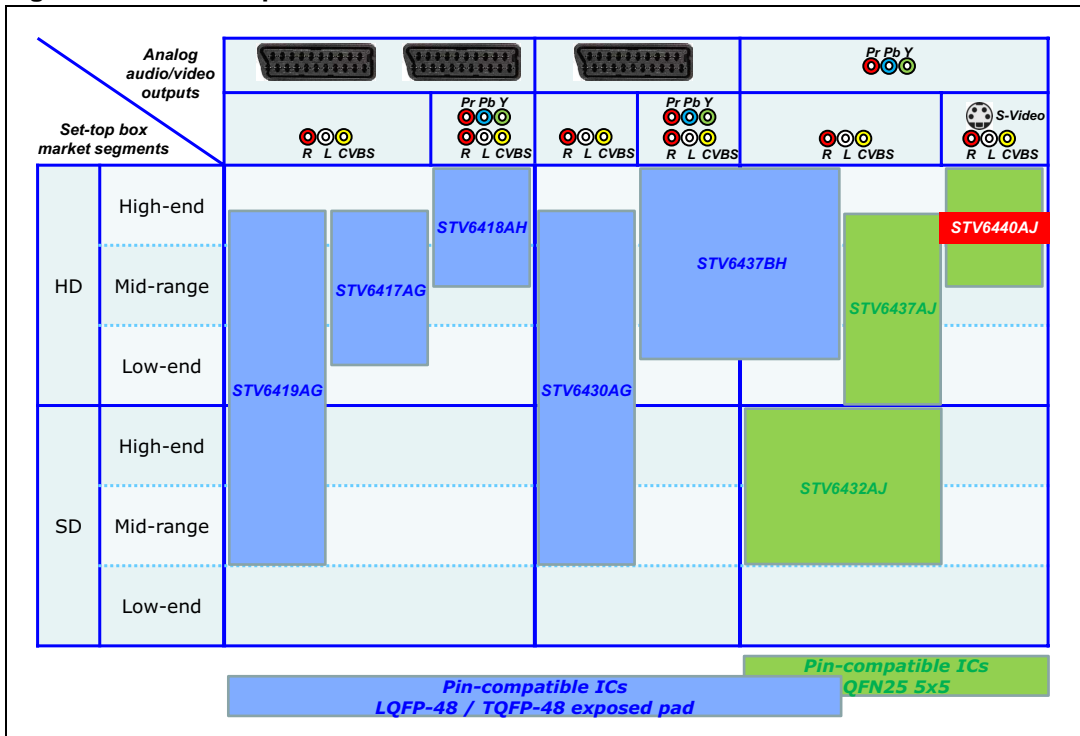 Analog
audio/video
outputs
Set-top box
market segments
Pr Pb Y
Pr Pb Y
Pr Pb Y
S-Video
R L CVBS
R L CVBS
R L CVBS
R L CVBS
R L CVBS
R L CVBS
HD
High-end
Mid-range
Low-end
STV6419AG
STV6417AG
STV6418AH
STV6430AG
STV6437BH
STV6437AJ
STV6440AJ
SD
High-end
Mid-range
Low-end
STV6432AJ
Pin-compatible ICs
QFN25 5x5
Pin-compatible ICs
LQFP-48 / TQFP-48 exposed pad